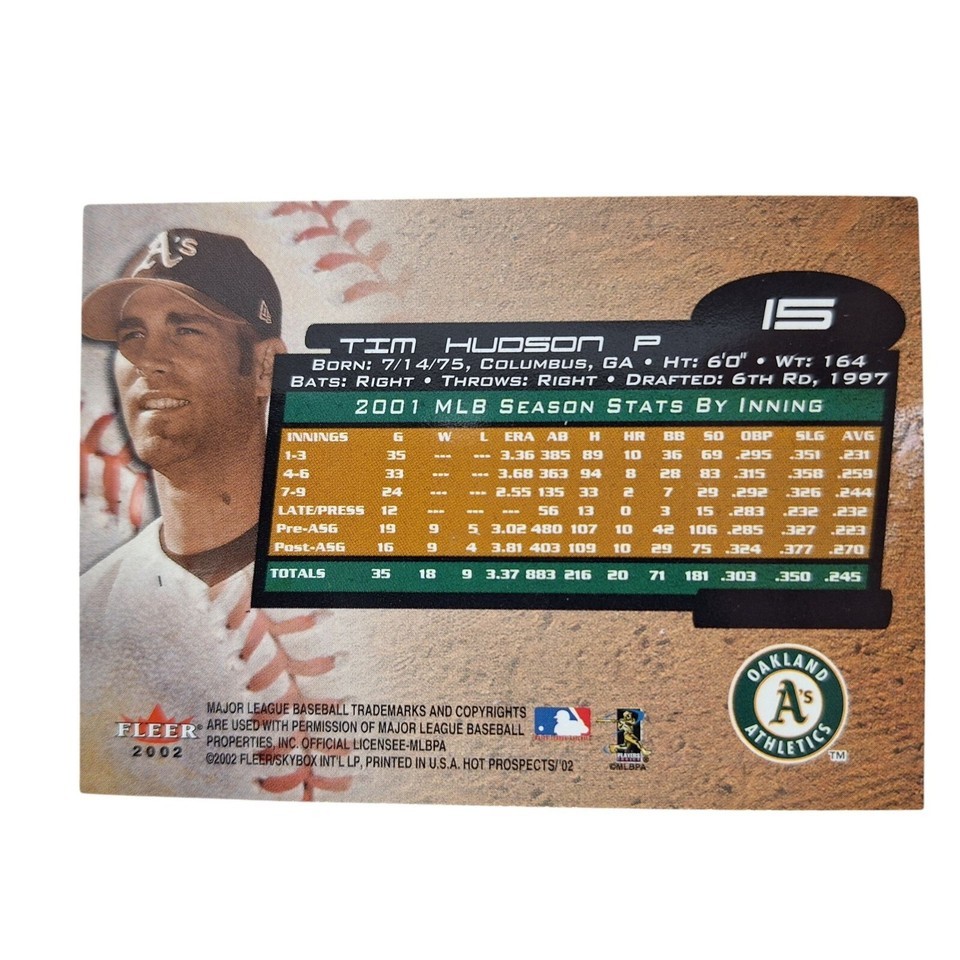 A's
15
TIM HUDSON P
BORN: 7/14/75, COLUMBUS, GA • HT: 6'0" • WT: 164
BATS: RIGHT • THROWS: RIGHT • DRAFTED: 6TH RD, 1997
2001 MLB SEASON STATS BY INNING
INNINGS G W L ERA AB H HR BB SO OBP SLG AVG
1-3 35 --- --- 3.36 385 89 10 36 69 .295 .351 .231
4-6 33 --- --- 3.68 363 94 8 28 83 .315 .358 .259
7-9 24 --- --- 2.55 135 33 2 7 29 .292 .326 .244
LATE/PRESS 12 --- --- --- 56 13 0 3 15 .283 .232 .232
Pre-ASG 19 9 5 3.02 480 107 10 42 106 .285 .327 .223
Post-ASG 16 9 4 3.81 403 109 10 29 75 .324 .377 .270
TOTALS 35 18 9 3.37 883 216 20 71 181 .303 .350 .245
OAKLAND
A's
ATHLETICS
TM
FLEER®
2002
MAJOR LEAGUE BASEBALL TRADEMARKS AND COPYRIGHTS
ARE USED WITH PERMISSION OF MAJOR LEAGUE BASEBALL
PROPERTIES, INC. OFFICIAL LICENSEE-MLBPA
©2002 FLEER/SKYBOX INT'L LP, PRINTED IN U.S.A. HOT PROSPECTS/'02
PLAYERS
CHOICE
©MLBPA